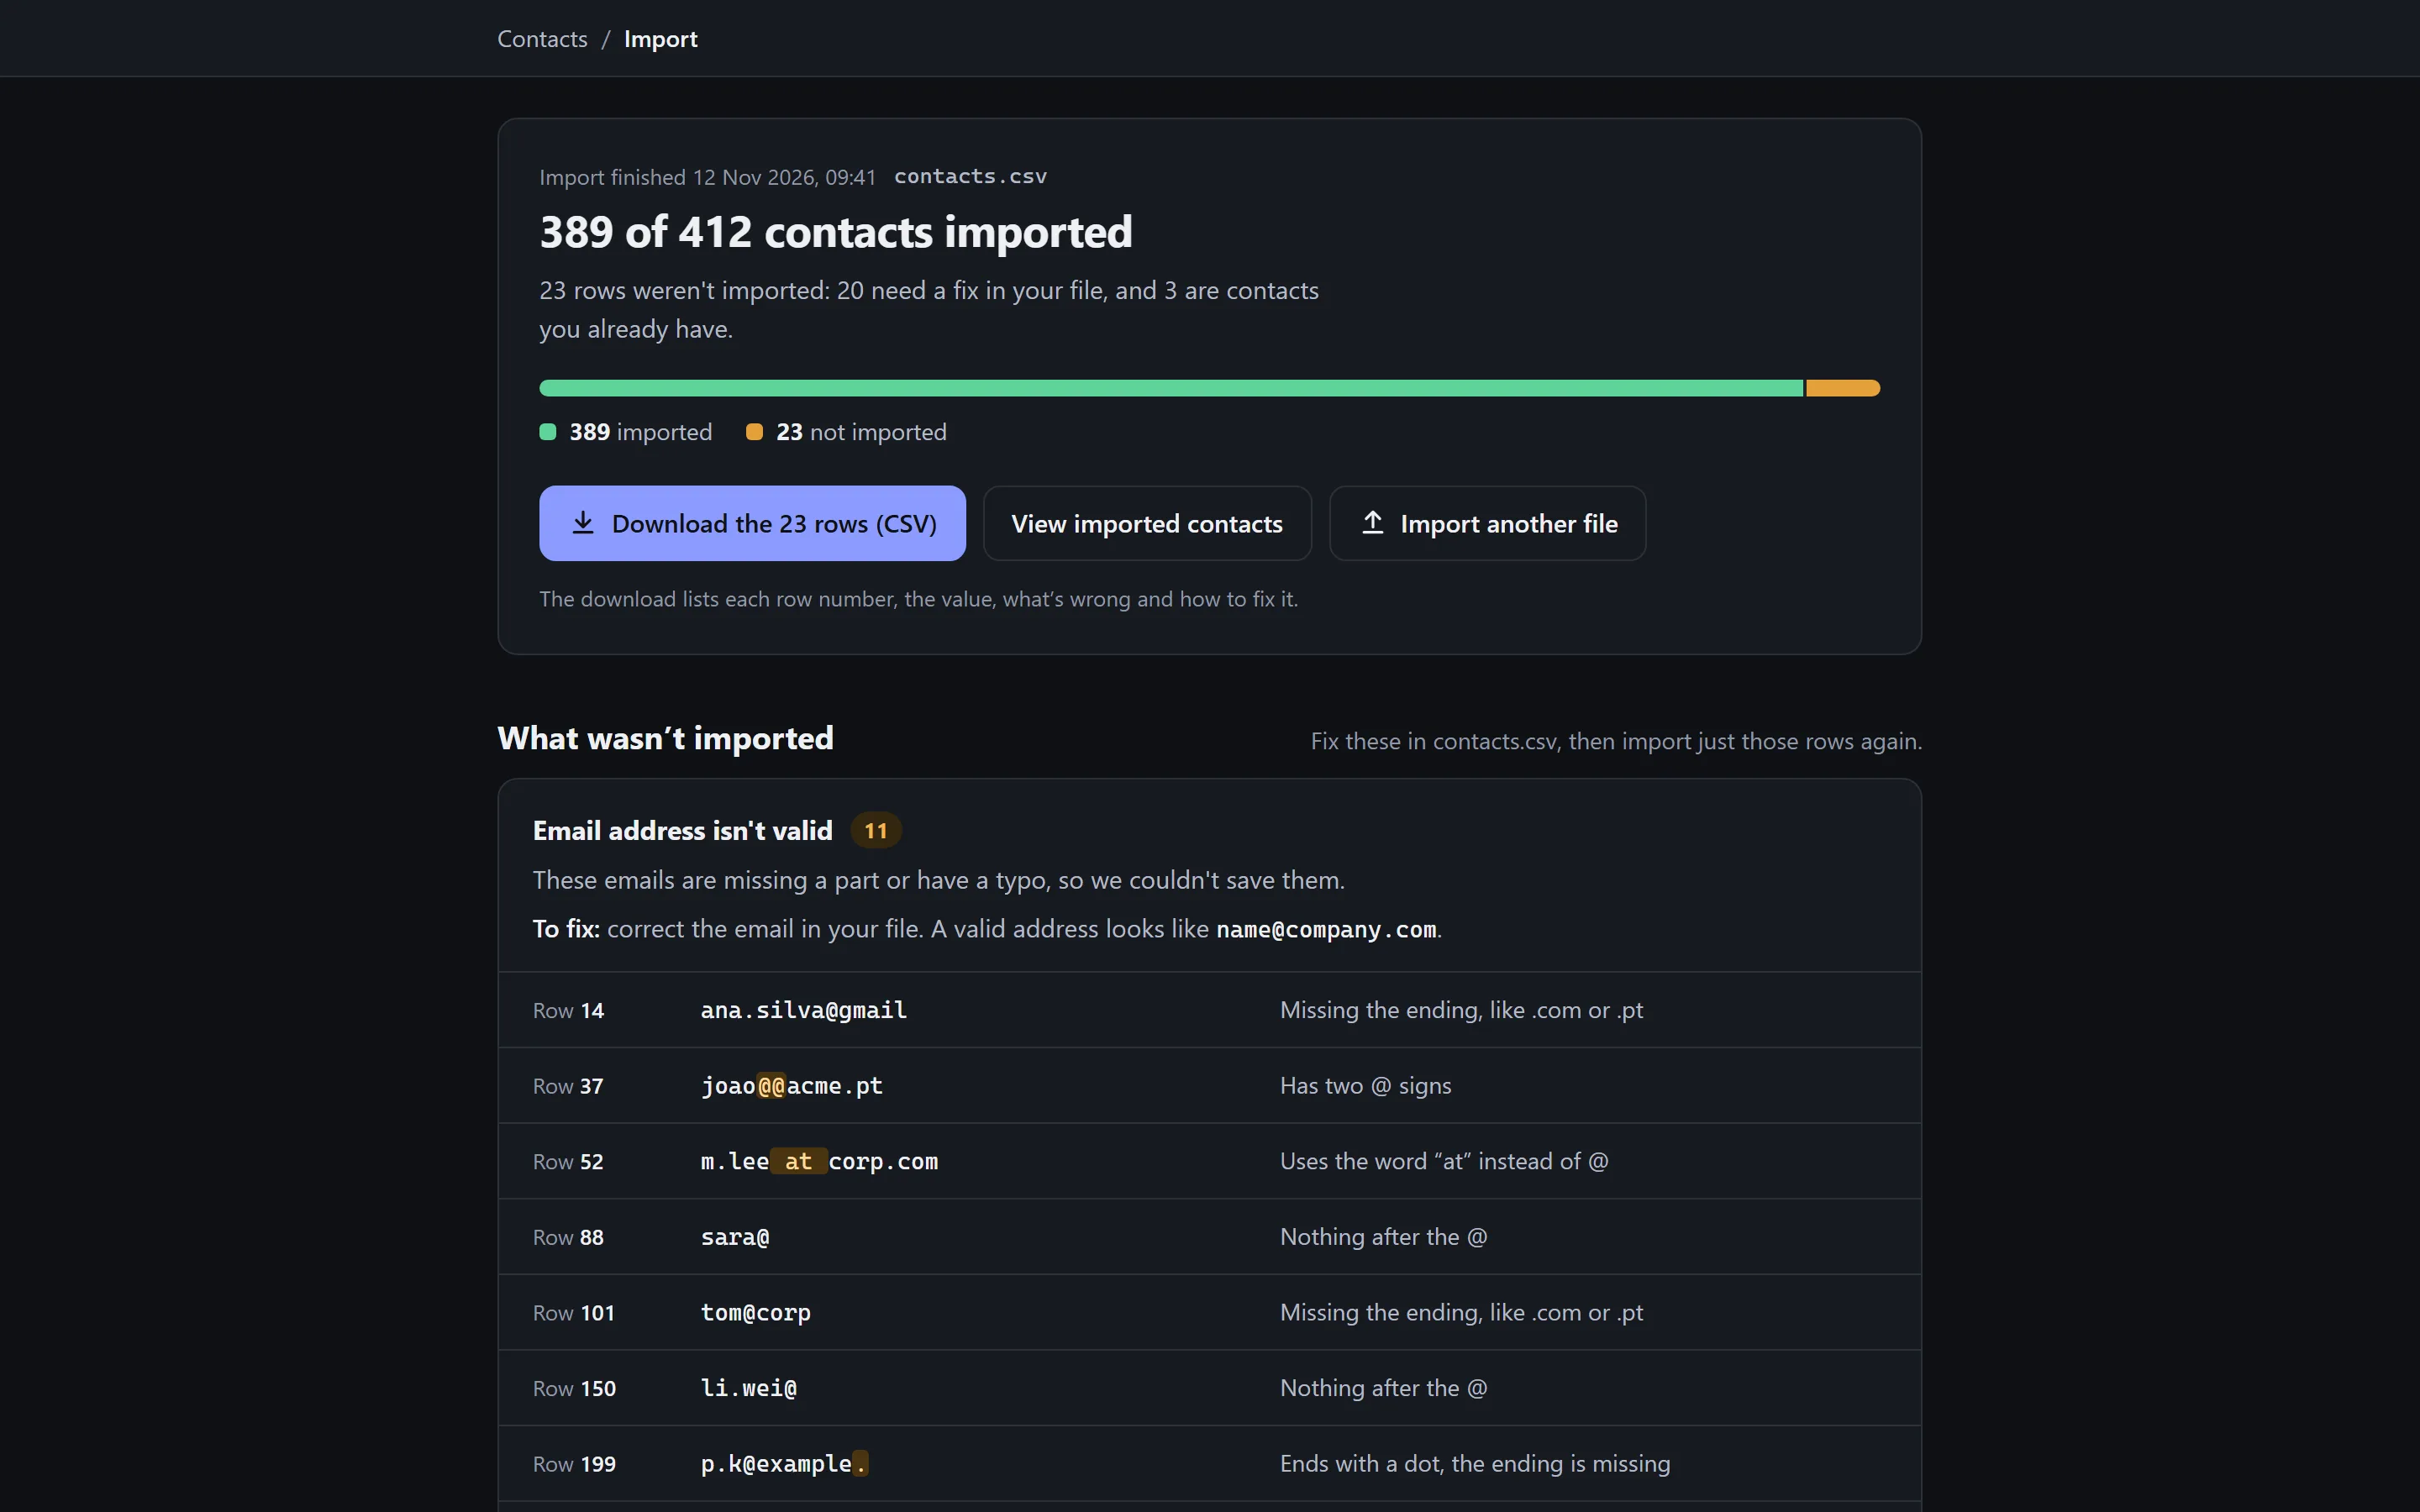 Contacts / Import
Import finished 12 Nov 2026, 09:41 contacts.csv
389 of 412 contacts imported
23 rows weren't imported: 20 need a fix in your file, and 3 are contacts
you already have.
389 imported 23 not imported
Download the 23 rows (CSV) View imported contacts Import another file
The download lists each row number, the value, what’s wrong and how to fix it.
What wasn’t imported Fix these in contacts.csv, then import just those rows again.
Email address isn't valid 11
These emails are missing a part or have a typo, so we couldn't save them.
To fix: correct the email in your file. A valid address looks like name@company.com.
Row 14 ana.silva@gmail Missing the ending, like .com or .pt
Row 37 joao@@acme.pt Has two @ signs
Row 52 m.lee at corp.com Uses the word “at” instead of @
Row 88 sara@ Nothing after the @
Row 101 tom@corp Missing the ending, like .com or .pt
Row 150 li.wei@ Nothing after the @
Row 199 p.k@example. Ends with a dot, the ending is missing